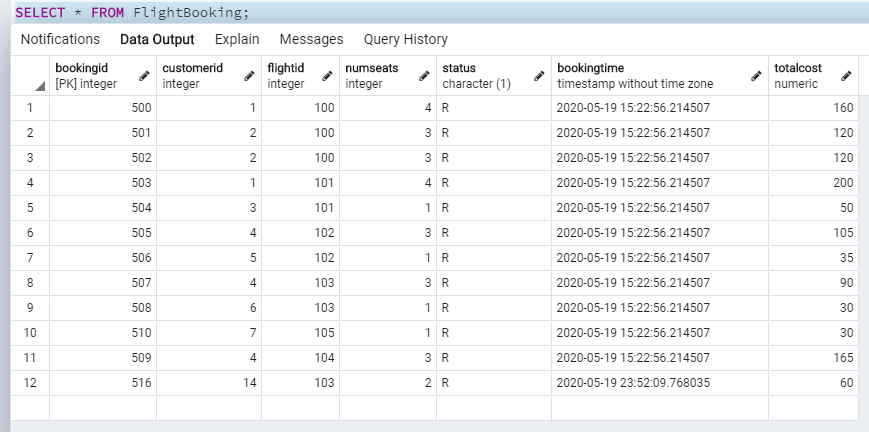 SELECT * FROM FlightBooking;
Notifications Data Output Explain Messages Query History
bookingid customerid flightid numseats status bookingtime totalcost
[PK] integer integer integer integer character (1) timestamp without time zone numeric
1 500 1 100 4 R 2020-05-19 15:22:56.214507 160
2 501 2 100 3 R 2020-05-19 15:22:56.214507 120
3 502 2 100 3 R 2020-05-19 15:22:56.214507 120
4 503 1 101 4 R 2020-05-19 15:22:56.214507 200
5 504 3 101 1 R 2020-05-19 15:22:56.214507 50
6 505 4 102 3 R 2020-05-19 15:22:56.214507 105
7 506 5 102 1 R 2020-05-19 15:22:56.214507 35
8 507 4 103 3 R 2020-05-19 15:22:56.214507 90
9 508 6 103 1 R 2020-05-19 15:22:56.214507 30
10 510 7 105 1 R 2020-05-19 15:22:56.214507 30
11 509 4 104 3 R 2020-05-19 15:22:56.214507 165
12 516 14 103 2 R 2020-05-19 23:52:09.768035 60